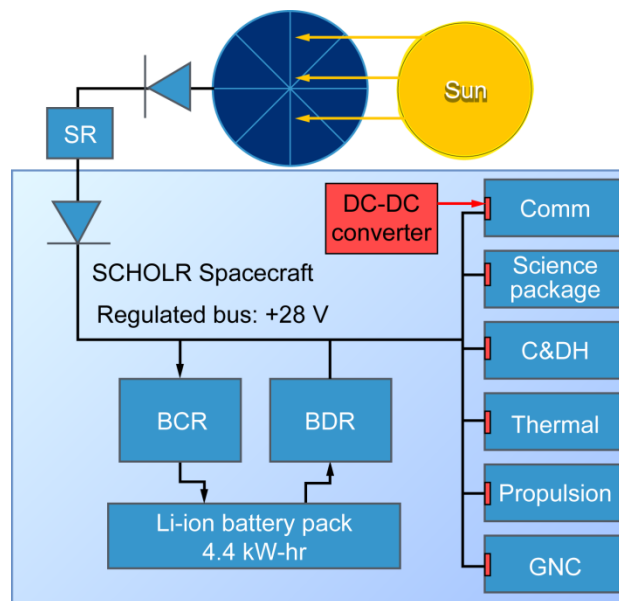 Sun
SR
DC-DC
converter
Comm
SCHOLR Spacecraft
Science
package
Regulated bus: +28 V
C&DH
BCR
BDR
Thermal
Li-ion battery pack
4.4 kW-hr
Propulsion
GNC